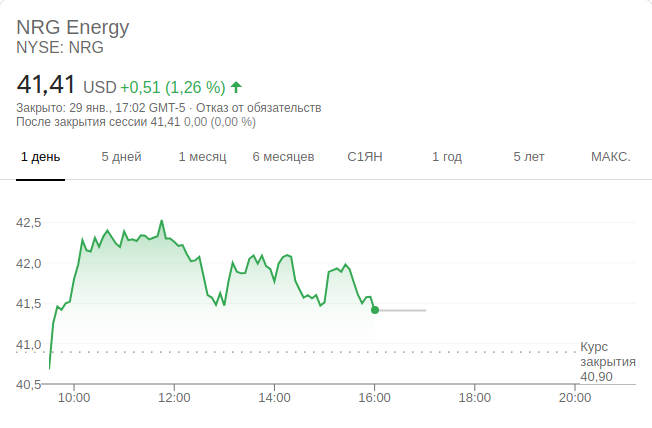 NRG Energy
NYSE: NRG
41,41 USD +0,51 (1,26 %)
Закрыто: 29 янв., 17:02 GMT-5 · Отказ от обязательств
После закрытия сессии 41,41 0,00 (0,00 %)
1 день 5 дней 1 месяц 6 месяцев С1ЯН 1 год 5 лет МАКС.
42,5
42,0
41,5
41,0
Курс
закрытия
40,90
40,5
10:00 12:00 14:00 16:00 18:00 20:00